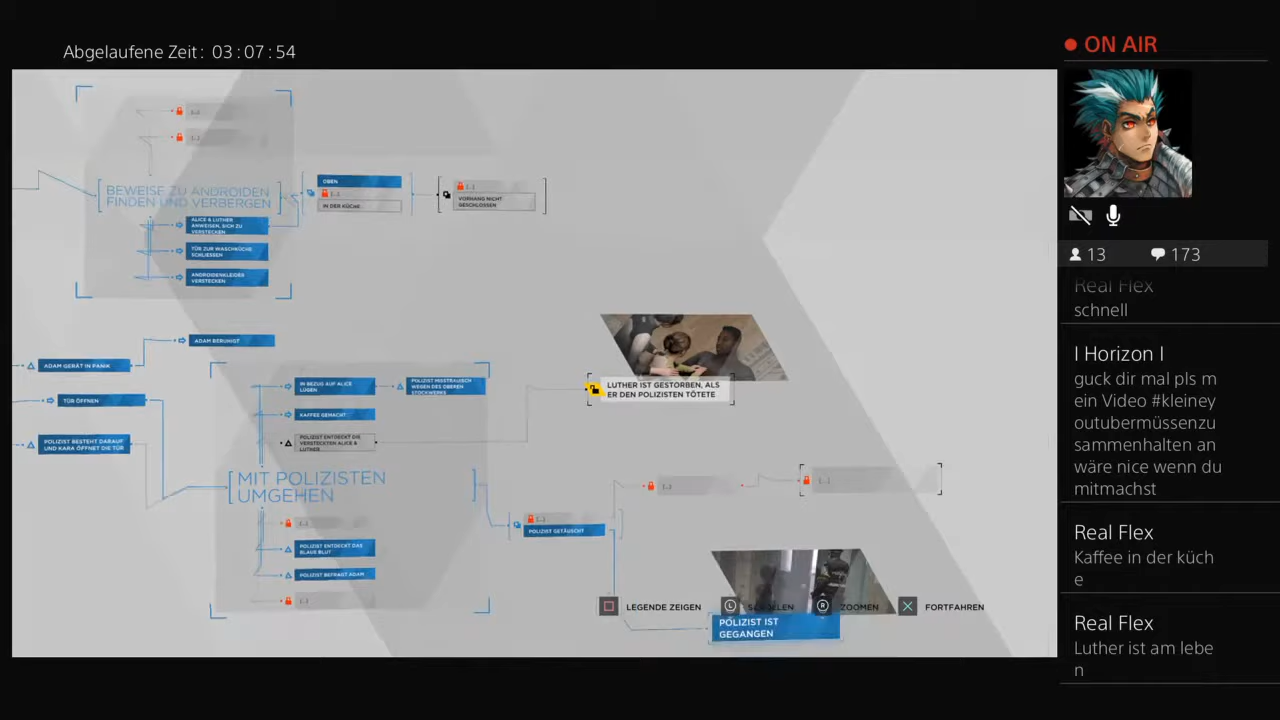 Abgelaufene Zeit: 03:07:54
ON AIR
13
173
Real Flex
schnell
I Horizon I
guck dir mal pls m
ein Video #kleiney
outubermüssenzu
sammenhalten an
wäre nice wenn du
mitmachst
Real Flex
Kaffee in der küch
e
Real Flex
Luther ist am lebe
n
[...]
[...]
BEWEISE ZU ANDROIDEN
FINDEN UND VERBERGEN
OBEN
[...]
IN DER KÜCHE
[...]
VORHANG NICHT
GESCHLOSSEN
ALICE & LUTHER
ANWEISEN, SICH ZU
VERSTECKEN
TÜR ZUR WASCHKÜCHE
SCHLIESSEN
ANDROIDENKLEIDER
VERSTECKEN
ADAM BERUHIGT
ADAM GERÄT IN PANIK
TÜR ÖFFNEN
POLIZIST BESTEHT DARAUF
UND KARA ÖFFNET DIE TÜR
IN BEZUG AUF ALICE
LÜGEN
POLIZIST MISSTRAUISCH
WEGEN DES OBEREN
STOCKWERKS
KAFFEE GEMACHT
POLIZIST ENTDECKT DIE
VERSTECKTEN ALICE &
LUTHER
LUTHER IST GESTORBEN, ALS
ER DEN POLIZISTEN TÖTETE
MIT POLIZISTEN
UMGEHEN
[...]
POLIZIST ENTDECKT DAS
BLAUE BLUT
POLIZIST BEFRAGT ADAM
[...]
[...]
POLIZIST GETÄUSCHT
[...]
[...]
LEGENDE ZEIGEN
L
SCROLLEN
R
ZOOMEN
FORTFAHREN
POLIZIST IST
GEGANGEN